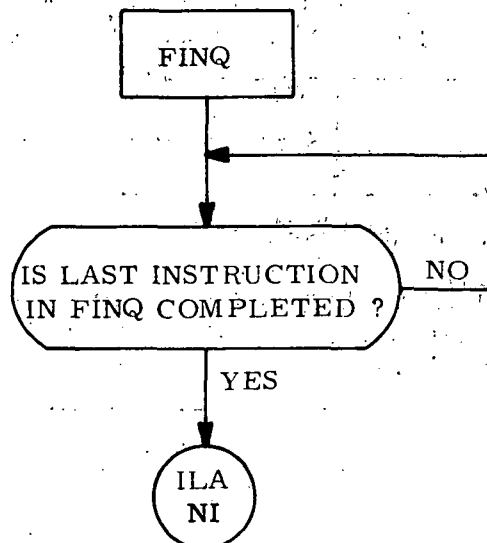 FINQ
IS LAST INSTRUCTION
IN FINQ COMPLETED ?
NO
YES
ILA
NI